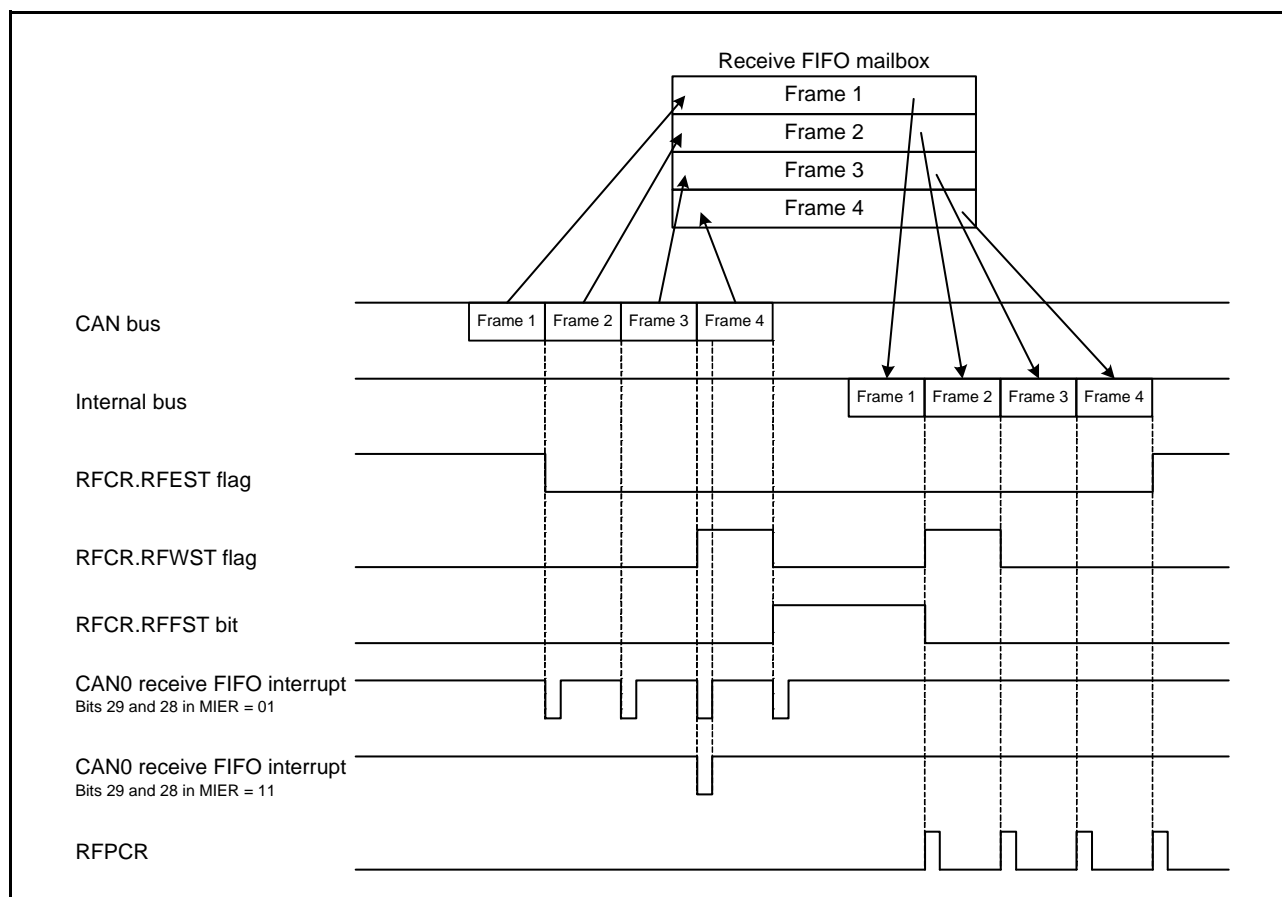 Receive FIFO mailbox
Frame 1
Frame 2
Frame 3
Frame 4
CAN bus
Frame 1 Frame 2 Frame 3 Frame 4
Internal bus
Frame 1 Frame 2 Frame 3 Frame 4
RFCR.RFEST flag
RFCR.RFWST flag
RFCR.RFFST bit
CAN0 receive FIFO interrupt
Bits 29 and 28 in MIER = 01
CAN0 receive FIFO interrupt
Bits 29 and 28 in MIER = 11
RFPCR